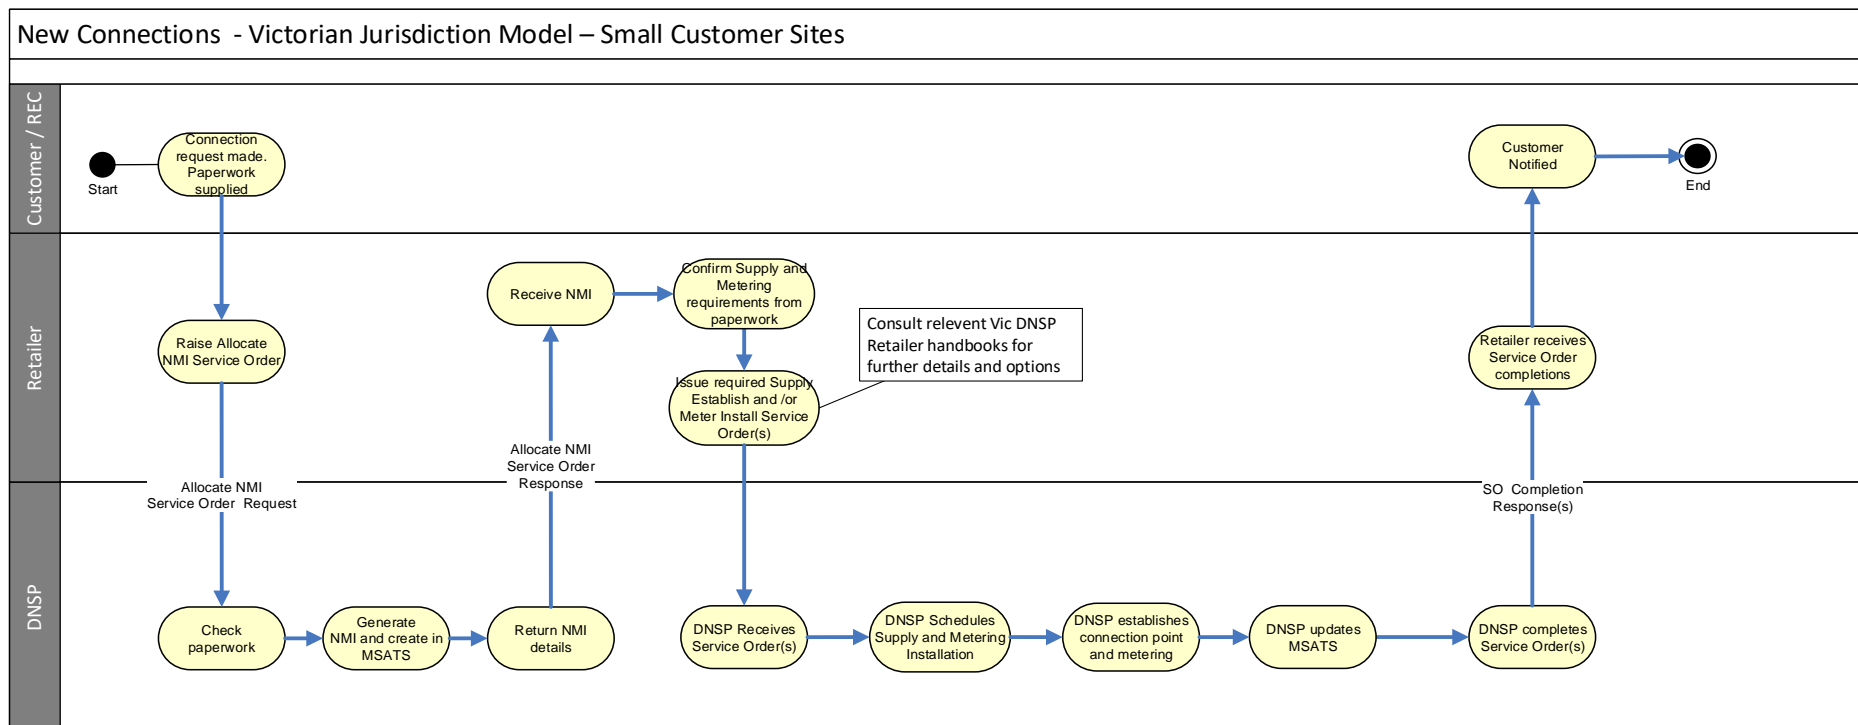 New Connections - Victorian Jurisdiction Model – Small Customer Sites
Customer / REC
Start
Connection
request made.
Paperwork
supplied
Customer
Notified
End
Retailer
Raise Allocate
NMI Service Order
Receive NMI
Confirm Supply and
Metering
requirements from
paperwork
Issue required Supply
Establish and /or
Meter Install Service
Order(s)
Consult relevent Vic DNSP
Retailer handbooks for
further details and options
Retailer receives
Service Order
completions
Allocate NMI
Service Order Request
Allocate NMI
Service Order
Response
SO Completion
Response(s)
DNSP
Check
paperwork
Generate
NMI and create in
MSATS
Return NMI
details
DNSP Receives
Service Order(s)
DNSP Schedules
Supply and Metering
Installation
DNSP establishes
connection point
and metering
DNSP updates
MSATS
DNSP completes
Service Order(s)